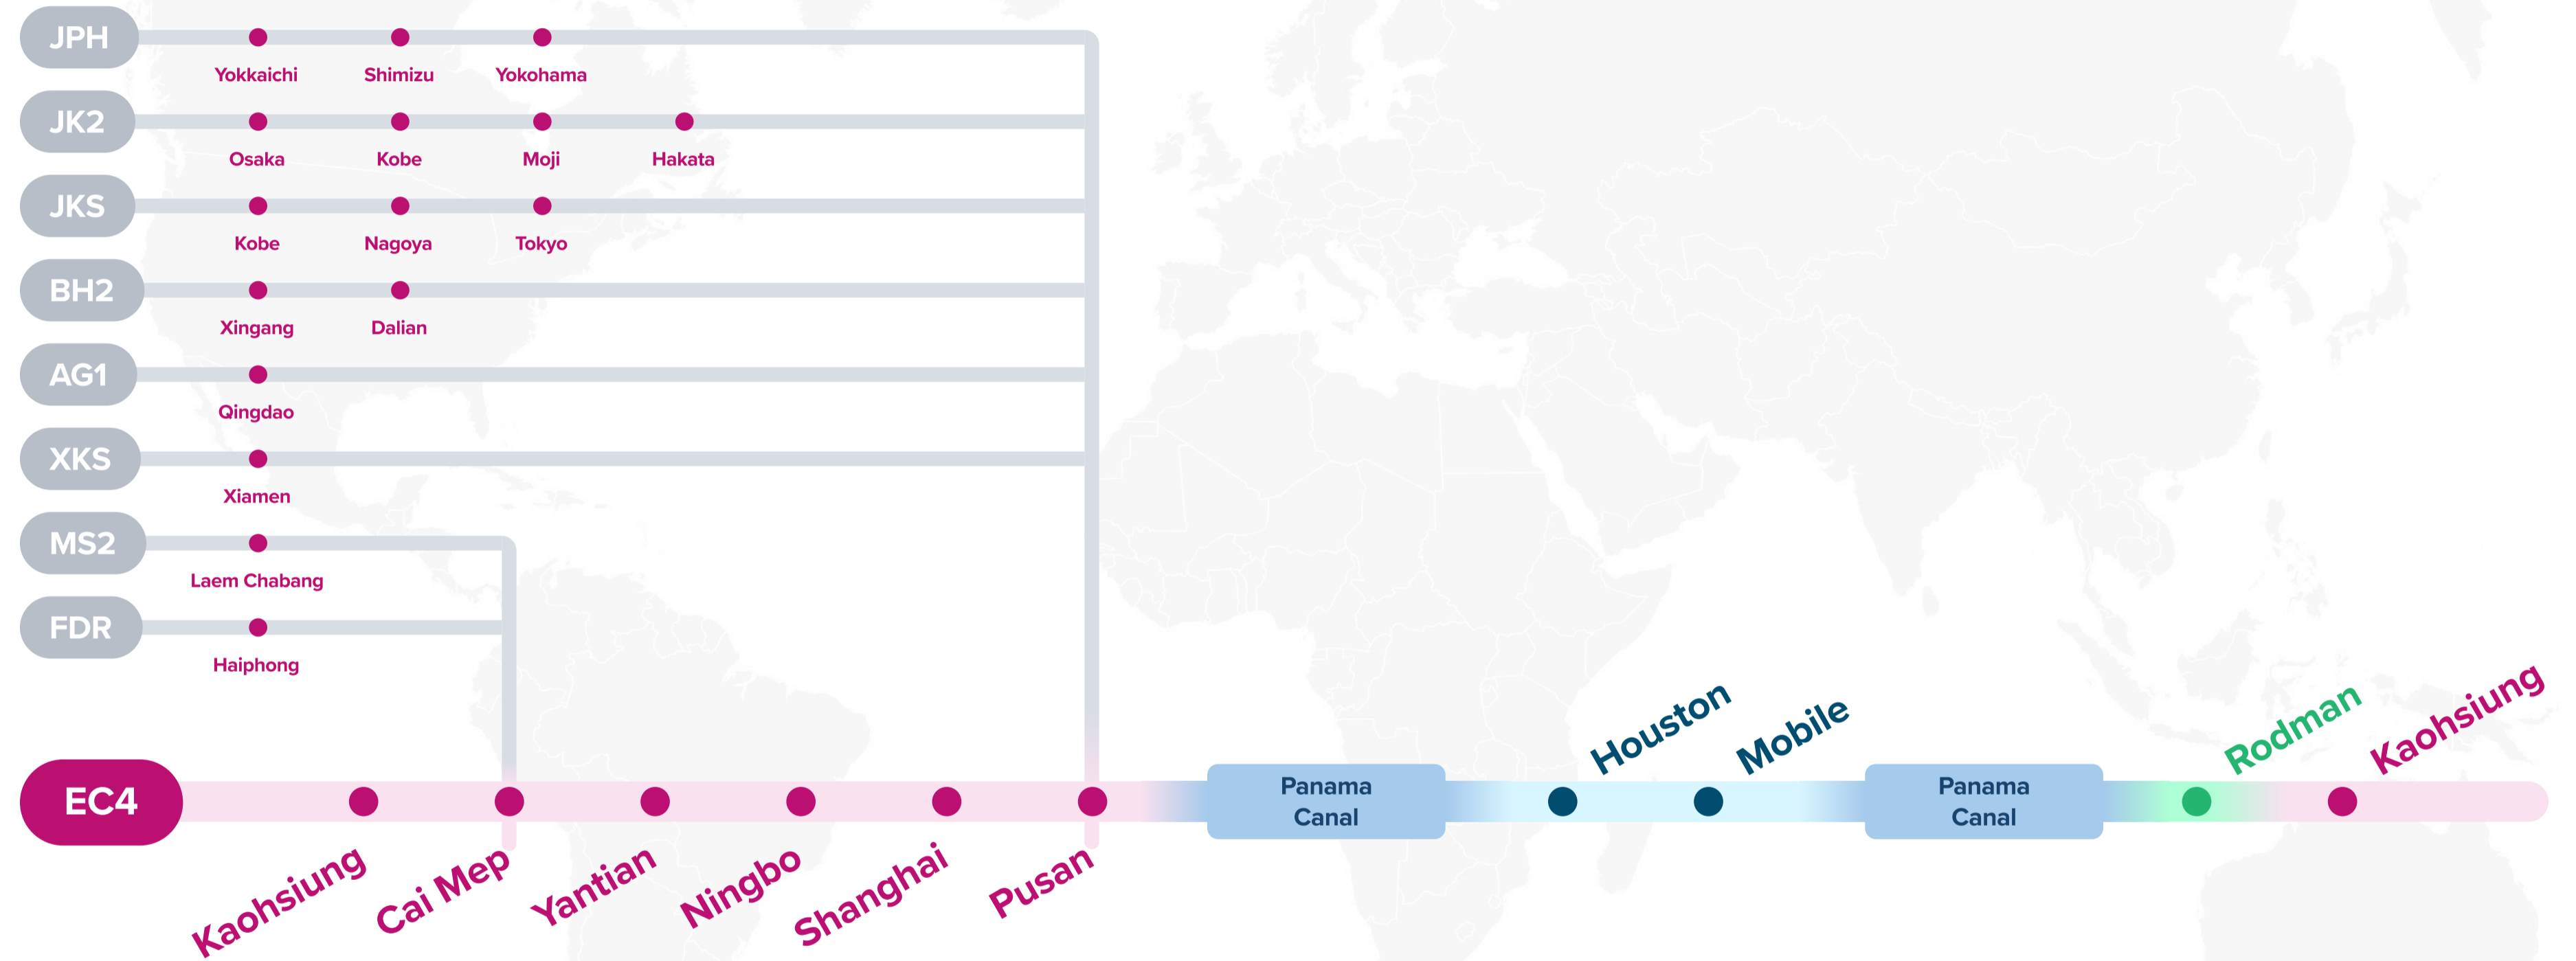 JPH
Yokkaichi Shimizu Yokohama
JK2
Osaka Kobe Moji Hakata
JKS
Kobe Nagoya Tokyo
BH2
Xingang Dalian
AG1
Qingdao
XKS
Xiamen
MS2
Laem Chabang
FDR
Haiphong
EC4
Kaohsiung
Cai Mep
Yantian
Ningbo
Shanghai
Pusan
Panama
Canal
Houston
Mobile
Panama
Canal
Rodman
Kaohsiung